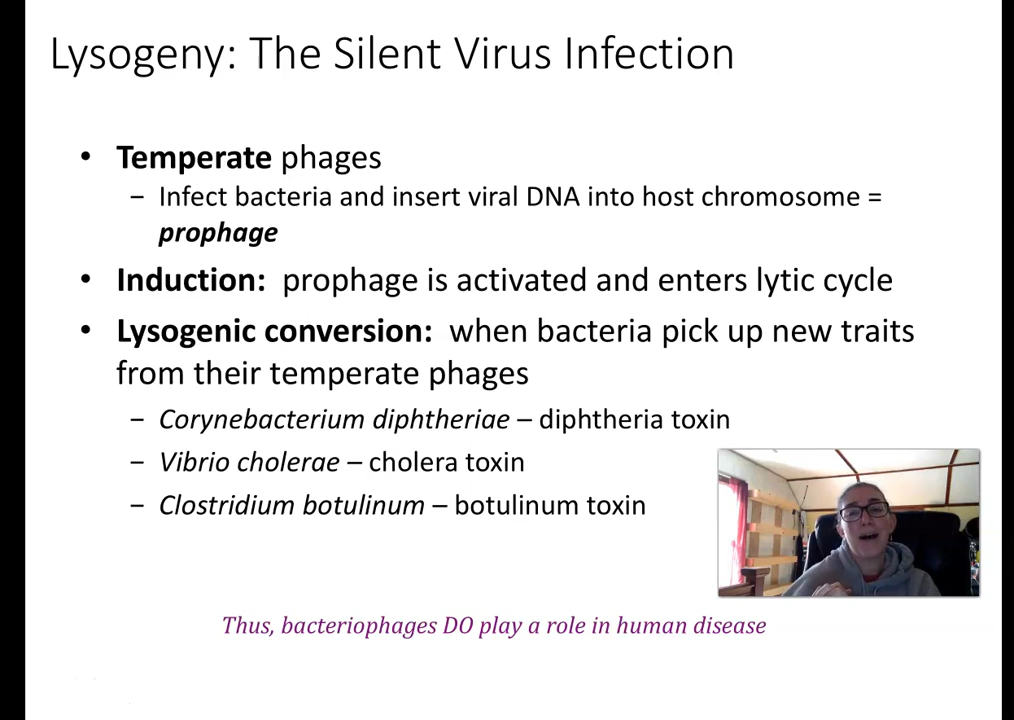 Lysogeny: The Silent Virus Infection
• Temperate phages
– Infect bacteria and insert viral DNA into host chromosome =
prophage
• Induction: prophage is activated and enters lytic cycle
• Lysogenic conversion: when bacteria pick up new traits
from their temperate phages
– Corynebacterium diphtheriae – diphtheria toxin
– Vibrio cholerae – cholera toxin
– Clostridium botulinum – botulinum toxin
Thus, bacteriophages DO play a role in human disease